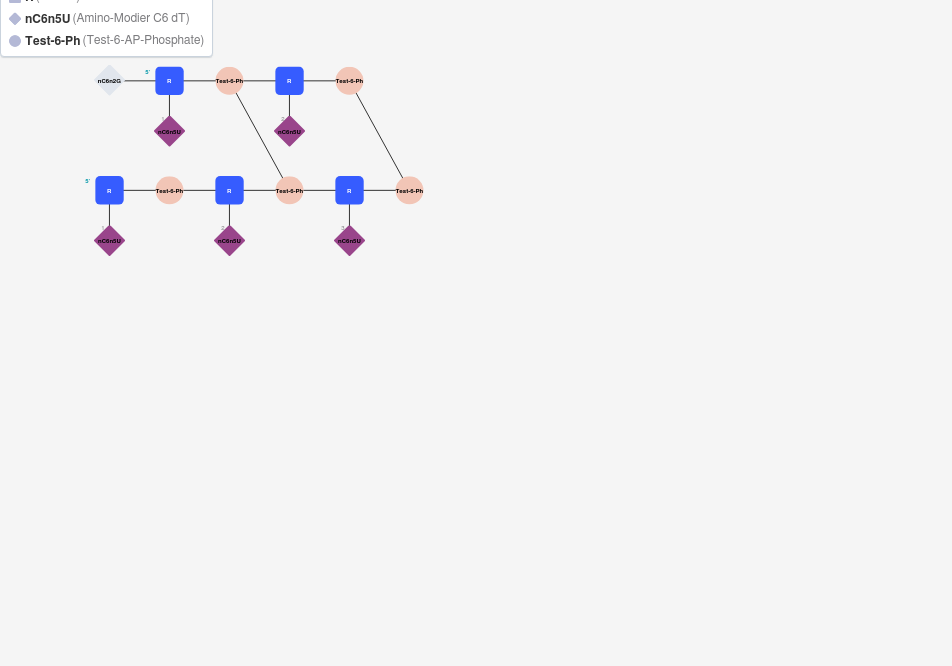 nC6n5U (Amino-Modier C6 dT)
Test-6-Ph (Test-6-AP-Phosphate)
5'
nC6n2G R Test-6-Ph R Test-6-Ph
nC6n5U nC6n5U
5'
R Test-6-Ph R Test-6-Ph R Test-6-Ph
nC6n5U nC6n5U nC6n5U